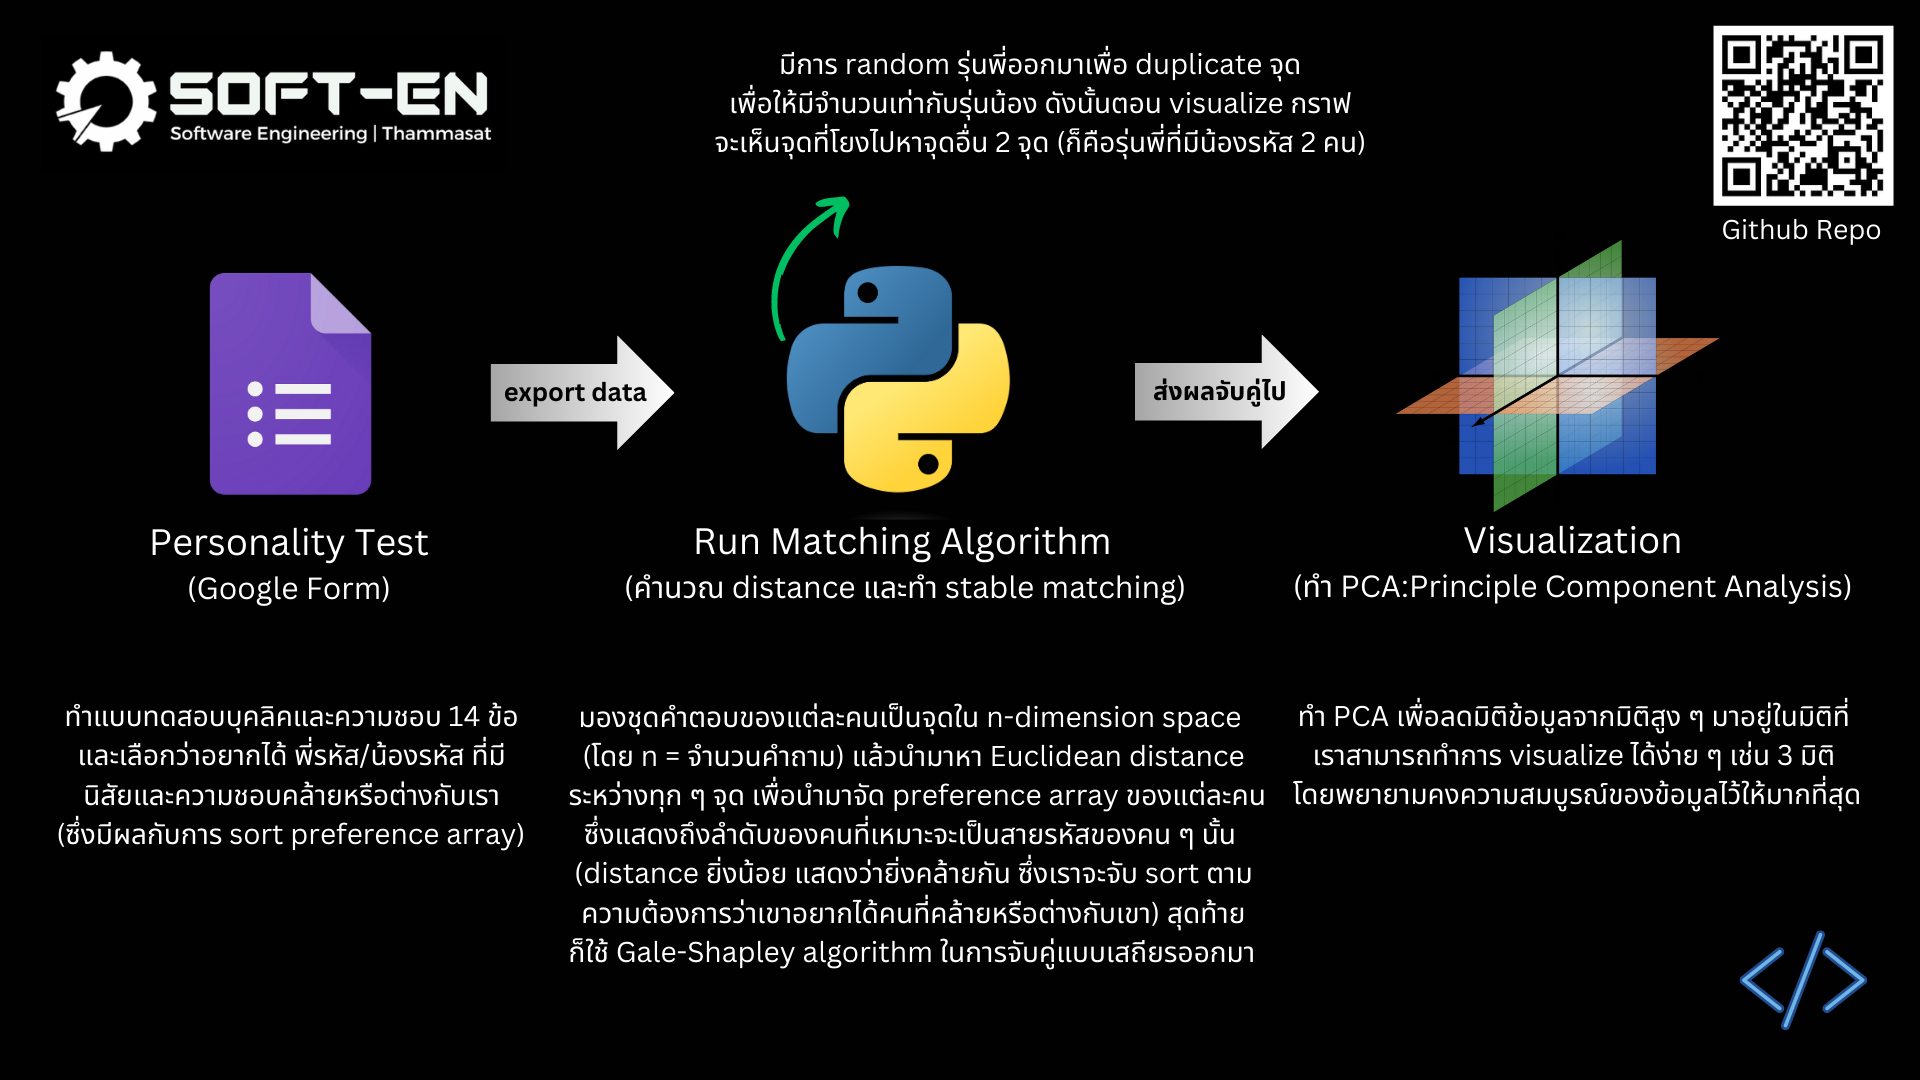 SOFT-EN
Software Engineering | Thammasat
มีการ random รุ่นพี่ออกมาเพื่อ duplicate จุด
เพื่อให้มีจำนวนเท่ากับรุ่นน้อง ดังนั้นตอน visualize กราฟ
จะเห็นจุดที่โยงไปหาจุดอื่น 2 จุด (ก็คือรุ่นพี่ที่มีน้องรหัส 2 คน)
Github Repo
export data
ส่งผลจับคู่ไป
Personality Test
(Google Form)
Run Matching Algorithm
(คำนวณ distance และทำ stable matching)
Visualization
(ทำ PCA:Principle Component Analysis)
ทำแบบทดสอบบุคลิคและความชอบ 14 ข้อ
และเลือกว่าอยากได้ พี่รหัส/น้องรหัส ที่มี
นิสัยและความชอบคล้ายหรือต่างกับเรา
(ซึ่งมีผลกับการ sort preference array)
มองชุดคำตอบของแต่ละคนเป็นจุดใน n-dimension space
(โดย n = จำนวนคำถาม) แล้วนำมาหา Euclidean distance
ระหว่างทุก ๆ จุด เพื่อนำมาจัด preference array ของแต่ละคน
ซึ่งแสดงถึงลำดับของคนที่เหมาะจะเป็นสายรหัสของคน ๆ นั้น
(distance ยิ่งน้อย แสดงว่ายิ่งคล้ายกัน ซึ่งเราจะจับ sort ตาม
ความต้องการว่าเขาอยากได้คนที่คล้ายหรือต่างกับเขา) สุดท้าย
ก็ใช้ Gale-Shapley algorithm ในการจับคู่แบบเสถียรออกมา
ทำ PCA เพื่อลดมิติข้อมูลจากมิติสูง ๆ มาอยู่ในมิติที่
เราสามารถทำการ visualize ได้ง่าย ๆ เช่น 3 มิติ
โดยพยายามคงความสมบูรณ์ของข้อมูลไว้ให้มากที่สุด